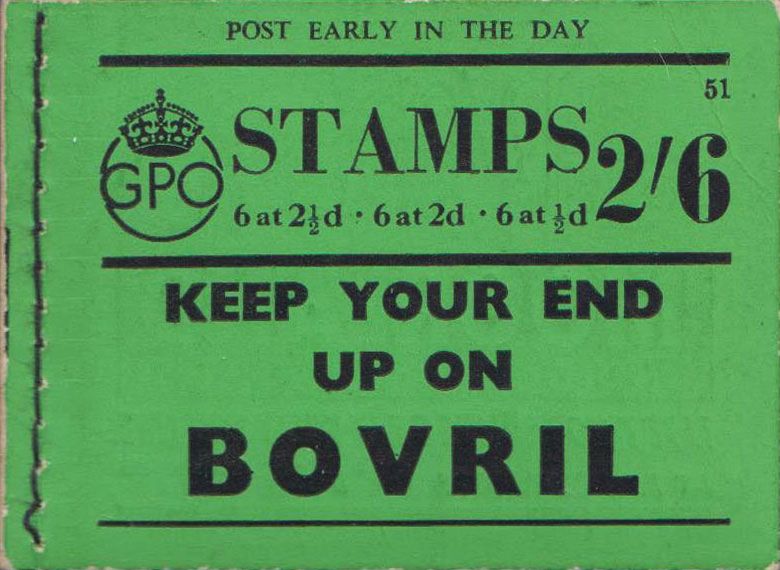 POST EARLY IN THE DAY
51
GPO
STAMPS 2/6
6 at 2½d · 6 at 2d · 6 at ½d
KEEP YOUR END
UP ON
BOVRIL